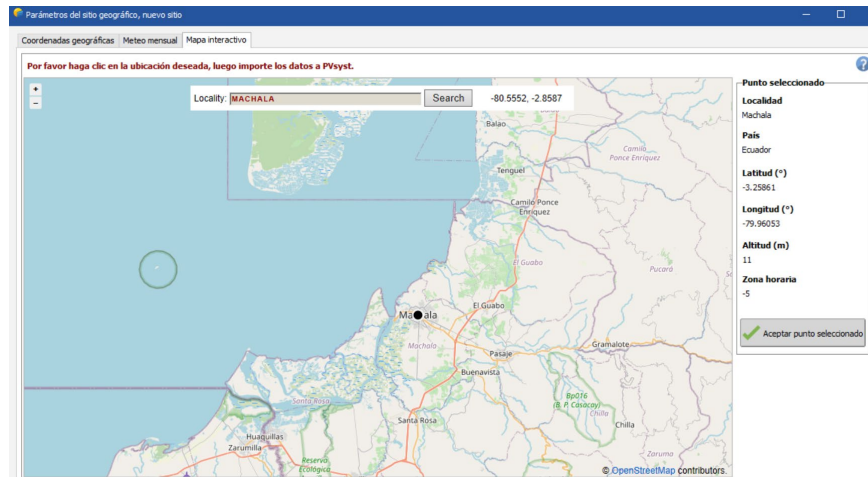 Parámetros del sitio geográfico, nuevo sitio
Coordenadas geográficas Meteo mensual Mapa interactivo
Por favor haga clic en la ubicación deseada, luego importe los datos a PVsyst.
?
+
−
Locality: MACHALA Search -80.5552, -2.8587
Balao
Camilo
Ponce Enríquez
Tenguel
Camilo Ponce
Enríquez
El Guabo
Pucará
El Guabo
Machala
Machala
Gramalote
Pasaje
Buenavista
Bp016
(B. P. Casacay)
Chilla
Santa Rosa
Santa Rosa
Chilla
Huaquillas
Zarumilla
Reserva
Ecológica
Zaruma
© OpenStreetMap contributors.
Punto seleccionado
Localidad
Machala
País
Ecuador
Latitud (°)
-3.25861
Longitud (°)
-79.96053
Altitud (m)
11
Zona horaria
-5
Aceptar punto seleccionado